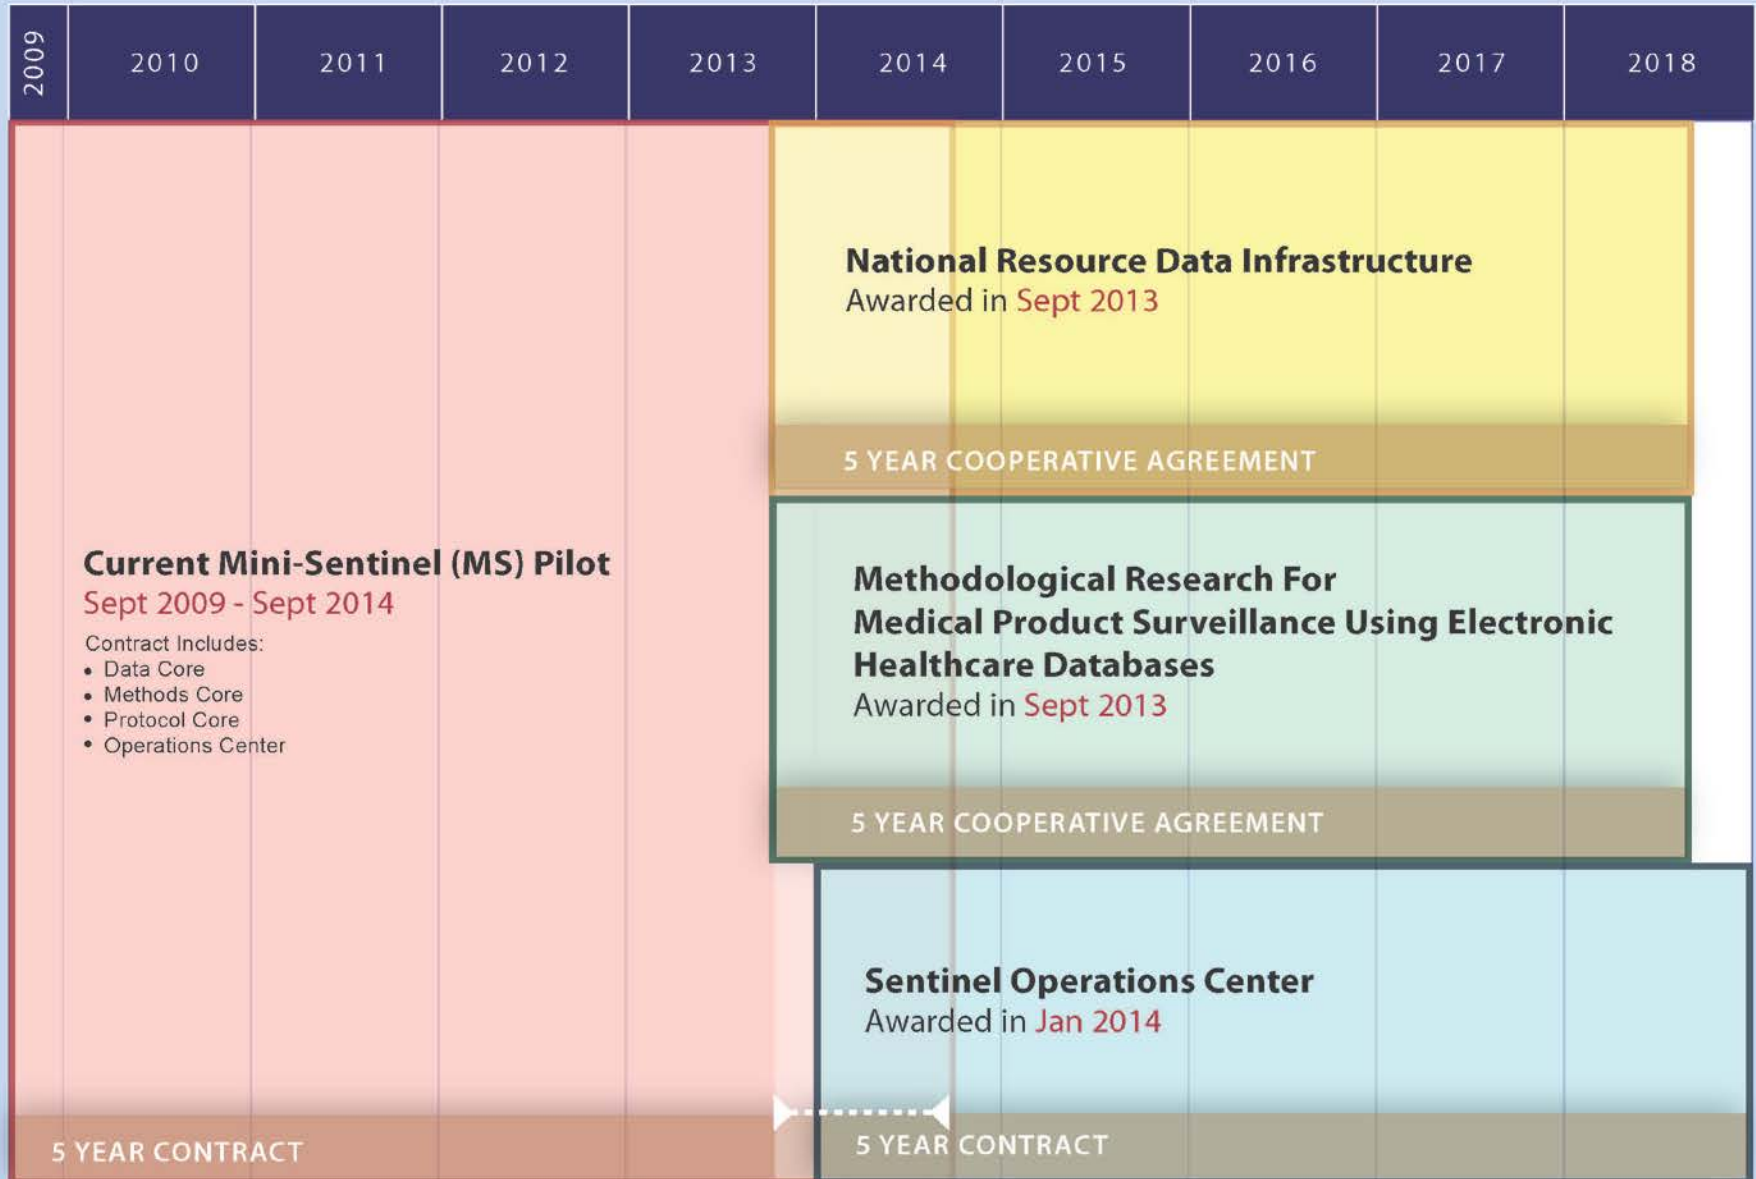 2009 2010 2011 2012 2013 2014 2015 2016 2017 2018
Current Mini-Sentinel (MS) Pilot
Sept 2009 - Sept 2014
Contract Includes:
• Data Core
• Methods Core
• Protocol Core
• Operations Center
5 YEAR CONTRACT
National Resource Data Infrastructure
Awarded in Sept 2013
5 YEAR COOPERATIVE AGREEMENT
Methodological Research For
Medical Product Surveillance Using Electronic
Healthcare Databases
Awarded in Sept 2013
5 YEAR COOPERATIVE AGREEMENT
Sentinel Operations Center
Awarded in Jan 2014
5 YEAR CONTRACT